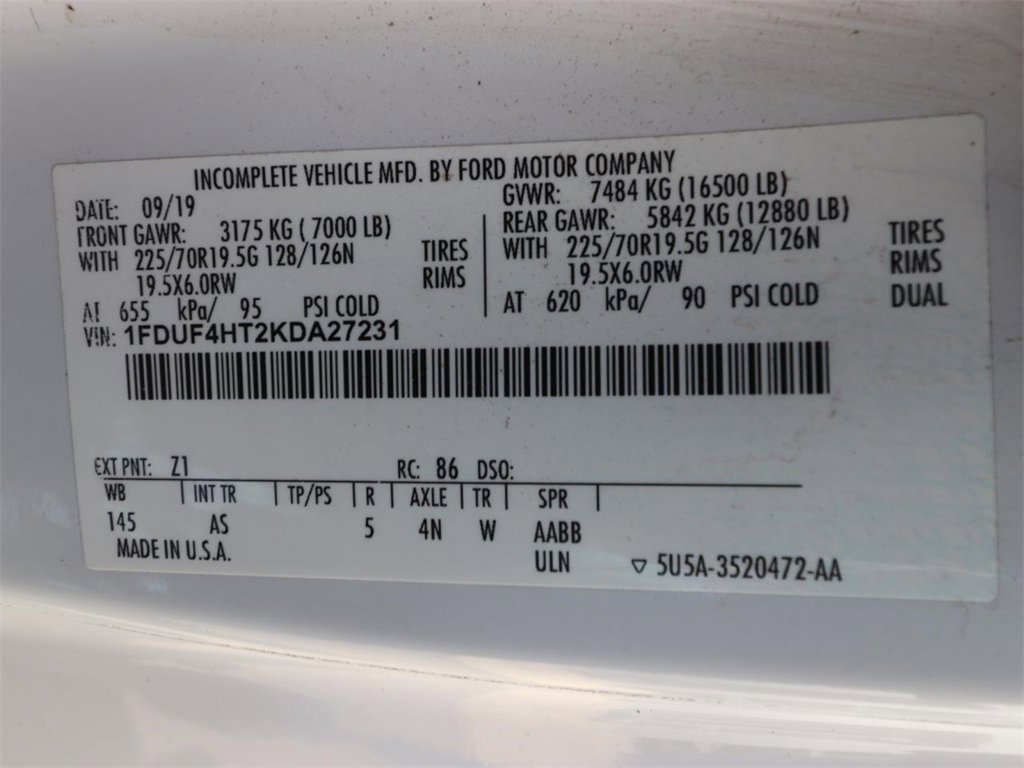 INCOMPLETE VEHICLE MFD. BY FORD MOTOR COMPANY
DATE: 09/19
FRONT GAWR: 3175 KG ( 7000 LB)
WITH 225/70R19.5G 128/126N TIRES
19.5X6.0RW RIMS
AT 655 kPa/ 95 PSI COLD
GVWR: 7484 KG (16500 LB)
REAR GAWR: 5842 KG (12880 LB)
WITH 225/70R19.5G 128/126N TIRES
19.5X6.0RW RIMS
AT 620 kPa/ 90 PSI COLD DUAL
VIN: 1FDUF4HT2KDA27231
EXT PNT: Z1 RC: 86 DSO:
WB INT TR TP/PS R AXLE TR SPR
145 AS 5 4N W AABB
MADE IN U.S.A. ULN ▽ 5U5A-3520472-AA